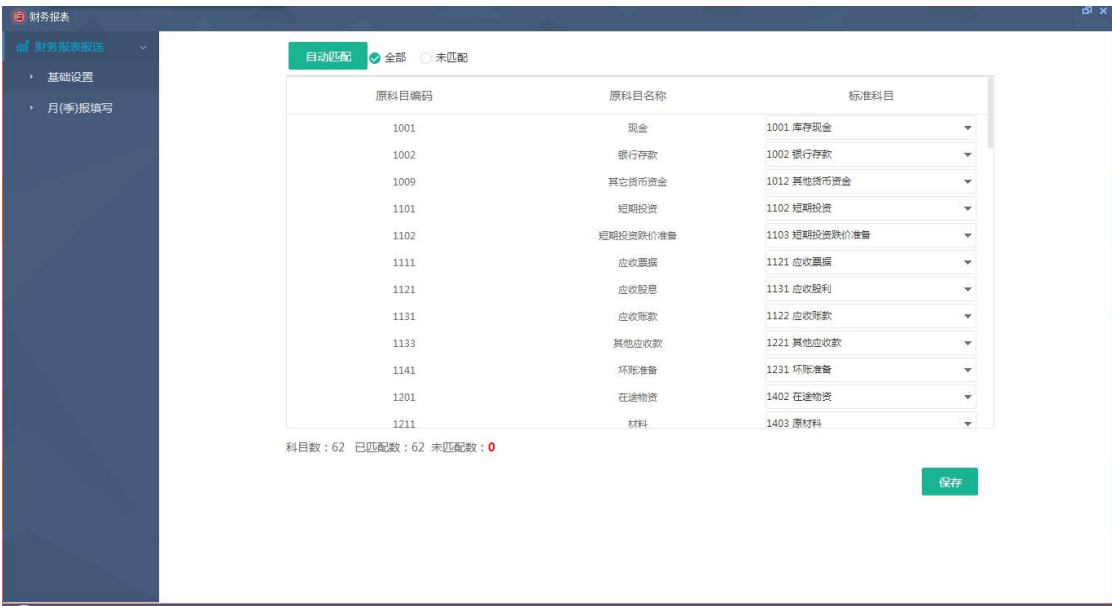 财务报表
财务报表报送
基础设置
月(季)报填写
自动匹配 全部 未匹配
原科目编码 原科目名称 标准科目
1001 现金 1001 库存现金
1002 银行存款 1002 银行存款
1009 其它货币资金 1012 其他货币资金
1101 短期投资 1102 短期投资
1102 短期投资跌价准备 1103 短期投资跌价准备
1111 应收票据 1121 应收票据
1121 应收股息 1131 应收股利
1131 应收账款 1122 应收账款
1133 其他应收款 1221 其他应收款
1141 坏账准备 1231 坏账准备
1201 在途物资 1402 在途物资
1211 材料 1403 原材料
科目数：62 已匹配数：62 未匹配数：0
保存